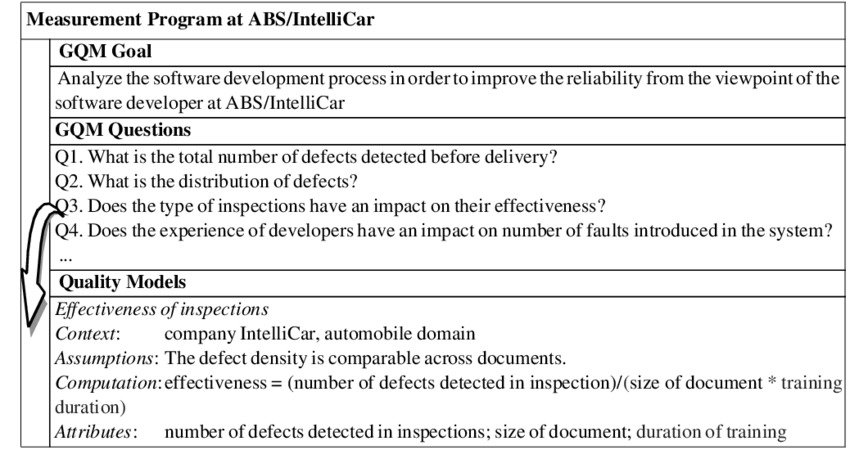 Measurement Program at ABS/IntelliCar
GQM Goal
Analyze the software development process in order to improve the reliability from the viewpoint of the
software developer at ABS/IntelliCar
GQM Questions
Q1. What is the total number of defects detected before delivery?
Q2. What is the distribution of defects?
Q3. Does the type of inspections have an impact on their effectiveness?
Q4. Does the experience of developers have an impact on number of faults introduced in the system?
...
Quality Models
Effectiveness of inspections
Context: company IntelliCar, automobile domain
Assumptions: The defect density is comparable across documents.
Computation: effectiveness = (number of defects detected in inspection)/(size of document * training
duration)
Attributes: number of defects detected in inspections; size of document; duration of training